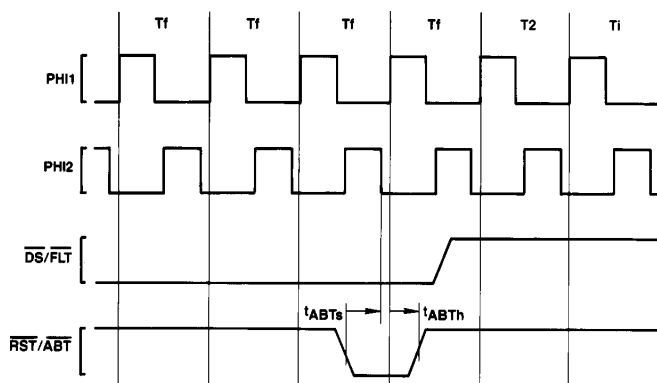 Tf Tf Tf Tf T2 Ti
PHI1
PHI2
DS/FLT
tABTs tABTh
RST/ABT